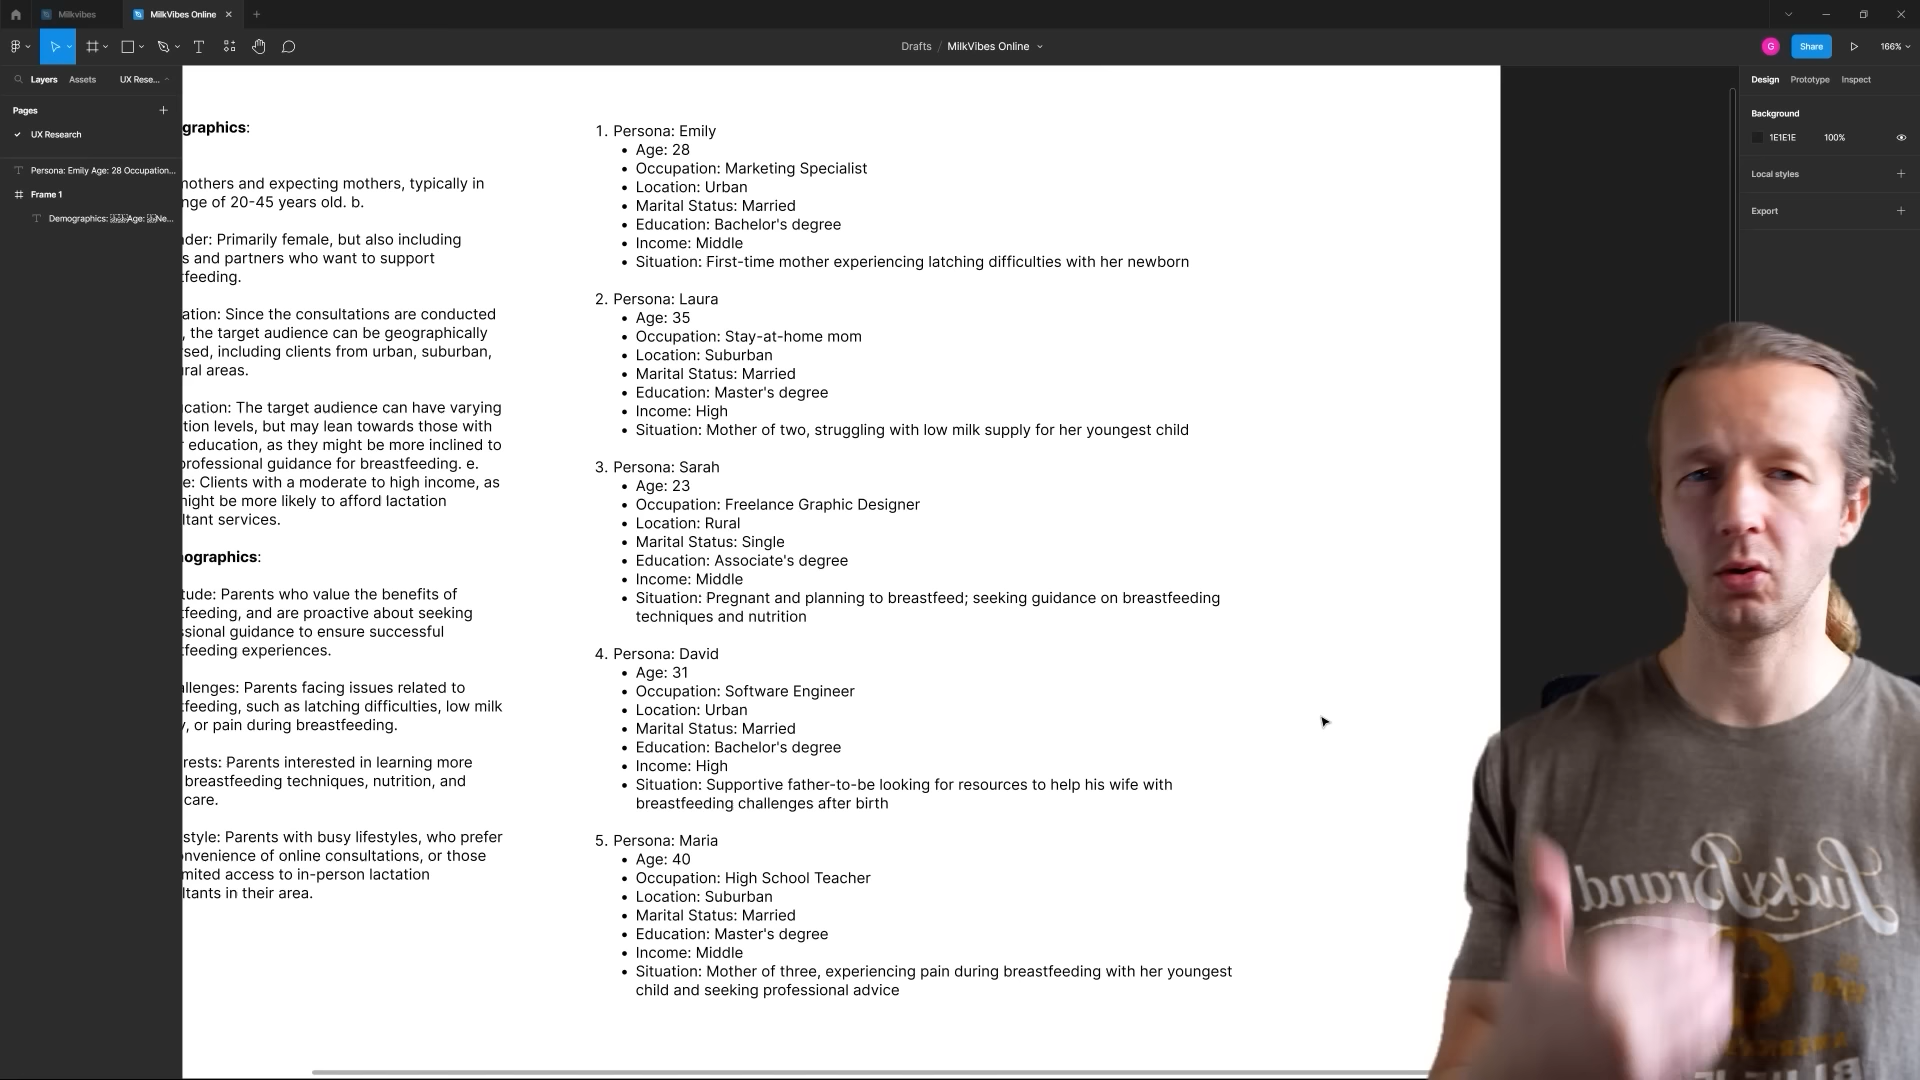 Milkvibes
MilkVibes Online
Drafts / MilkVibes Online
G
Share
166%
Layers
Assets
UX Rese...
Design
Prototype
Inspect
Pages
UX Research
Persona: Emily Age: 28 Occupation...
Frame 1
Demographics: Age: Ne...
Background
1E1E1E
100%
Local styles
Export
graphics:
mothers and expecting mothers, typically in
nge of 20-45 years old. b.
nder: Primarily female, but also including
s and partners who want to support
tfeeding.
ation: Since the consultations are conducted
, the target audience can be geographically
rsed, including clients from urban, suburban,
ral areas.
cation: The target audience can have varying
tion levels, but may lean towards those with
r education, as they might be more inclined to
professional guidance for breastfeeding. e.
e: Clients with a moderate to high income, as
might be more likely to afford lactation
ltant services.
nographics:
tude: Parents who value the benefits of
tfeeding, and are proactive about seeking
ssional guidance to ensure successful
tfeeding experiences.
allenges: Parents facing issues related to
tfeeding, such as latching difficulties, low milk
y, or pain during breastfeeding.
rests: Parents interested in learning more
breastfeeding techniques, nutrition, and
care.
style: Parents with busy lifestyles, who prefer
onvenience of online consultations, or those
mited access to in-person lactation
ltants in their area.
1. Persona: Emily
• Age: 28
• Occupation: Marketing Specialist
• Location: Urban
• Marital Status: Married
• Education: Bachelor's degree
• Income: Middle
• Situation: First-time mother experiencing latching difficulties with her newborn
2. Persona: Laura
• Age: 35
• Occupation: Stay-at-home mom
• Location: Suburban
• Marital Status: Married
• Education: Master's degree
• Income: High
• Situation: Mother of two, struggling with low milk supply for her youngest child
3. Persona: Sarah
• Age: 23
• Occupation: Freelance Graphic Designer
• Location: Rural
• Marital Status: Single
• Education: Associate's degree
• Income: Middle
• Situation: Pregnant and planning to breastfeed; seeking guidance on breastfeeding
techniques and nutrition
4. Persona: David
• Age: 31
• Occupation: Software Engineer
• Location: Urban
• Marital Status: Married
• Education: Bachelor's degree
• Income: High
• Situation: Supportive father-to-be looking for resources to help his wife with
breastfeeding challenges after birth
5. Persona: Maria
• Age: 40
• Occupation: High School Teacher
• Location: Suburban
• Marital Status: Married
• Education: Master's degree
• Income: Middle
• Situation: Mother of three, experiencing pain during breastfeeding with her youngest
child and seeking professional advice
Lucky Brand